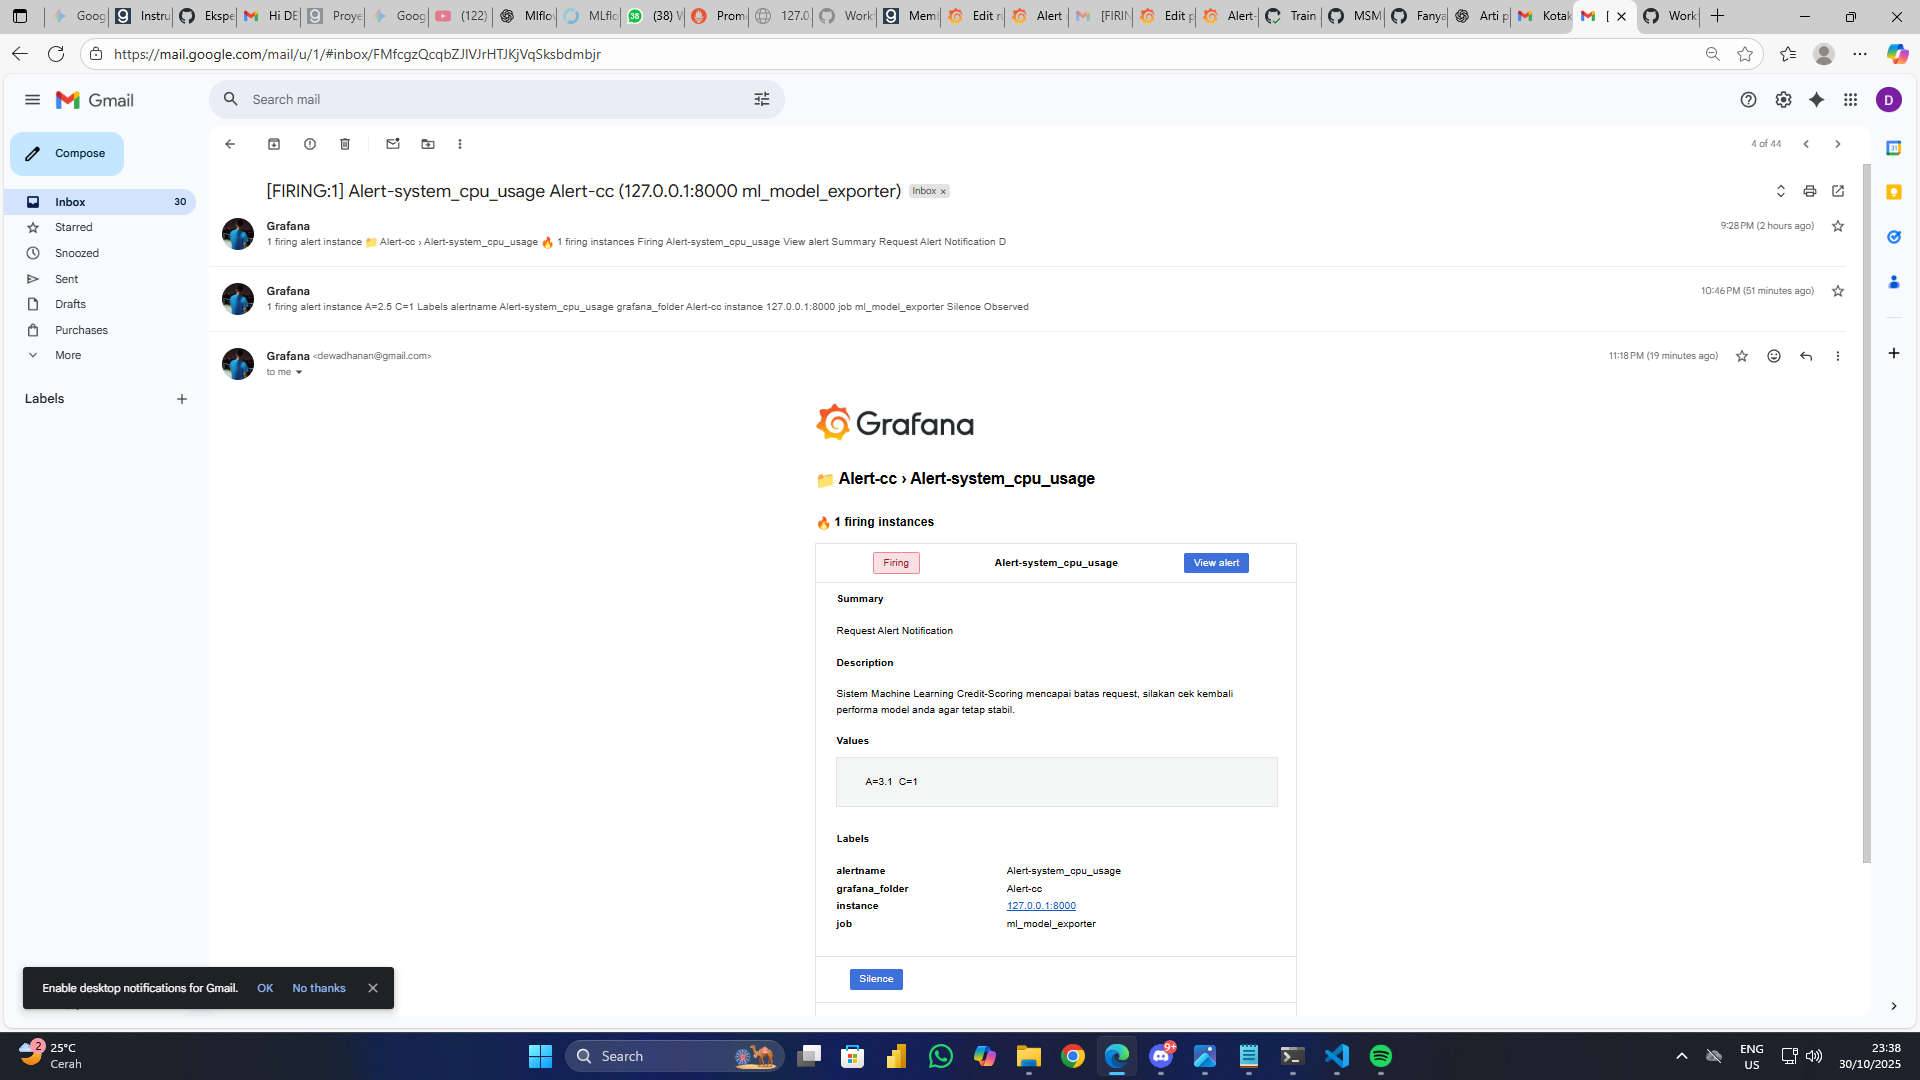 Goog
Instru
Ekspe
Hi DE
Proye
Goog
(122)
Mlflow
MLflo
(38) W
Prome
127.0.
Works
Meml
Edit ru
Alert r
[FIRIN
Edit p
Alert-
Train
MSM
Fanya
Arti p
Kotak
[
Work
https://mail.google.com/mail/u/1/#inbox/FMfcgzQcqbZJlVJrHTJKjVqSksbdmbjr
Gmail
Search mail
D
Compose
4 of 44
Inbox 30
Starred
Snoozed
Sent
Drafts
Purchases
More
Labels
[FIRING:1] Alert-system_cpu_usage Alert-cc (127.0.0.1:8000 ml_model_exporter) Inbox x
Grafana 9:28 PM (2 hours ago)
1 firing alert instance 📁 Alert-cc › Alert-system_cpu_usage 🔥 1 firing instances Firing Alert-system_cpu_usage View alert Summary Request Alert Notification D
Grafana 10:46 PM (51 minutes ago)
1 firing alert instance A=2.5 C=1 Labels alertname Alert-system_cpu_usage grafana_folder Alert-cc instance 127.0.0.1:8000 job ml_model_exporter Silence Observed
Grafana <dewadhanan@gmail.com> 11:18 PM (19 minutes ago)
to me
Grafana
📁 Alert-cc › Alert-system_cpu_usage
🔥 1 firing instances
Firing Alert-system_cpu_usage View alert
Summary
Request Alert Notification
Description
Sistem Machine Learning Credit-Scoring mencapai batas request, silakan cek kembali
performa model anda agar tetap stabil.
Values
A=3.1 C=1
Labels
alertname Alert-system_cpu_usage
grafana_folder Alert-cc
instance 127.0.0.1:8000
job ml_model_exporter
Silence
Enable desktop notifications for Gmail. OK No thanks
2
25°C
Cerah
Search
9+
ENG
US
23:38
30/10/2025